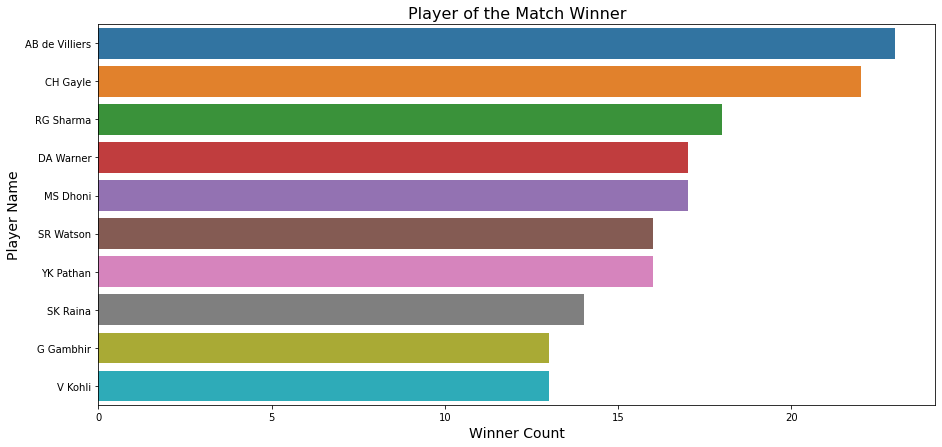 Player of the Match Winner
Player Name
AB de Villiers
CH Gayle
RG Sharma
DA Warner
MS Dhoni
SR Watson
YK Pathan
SK Raina
G Gambhir
V Kohli
0 5 10 15 20
Winner Count